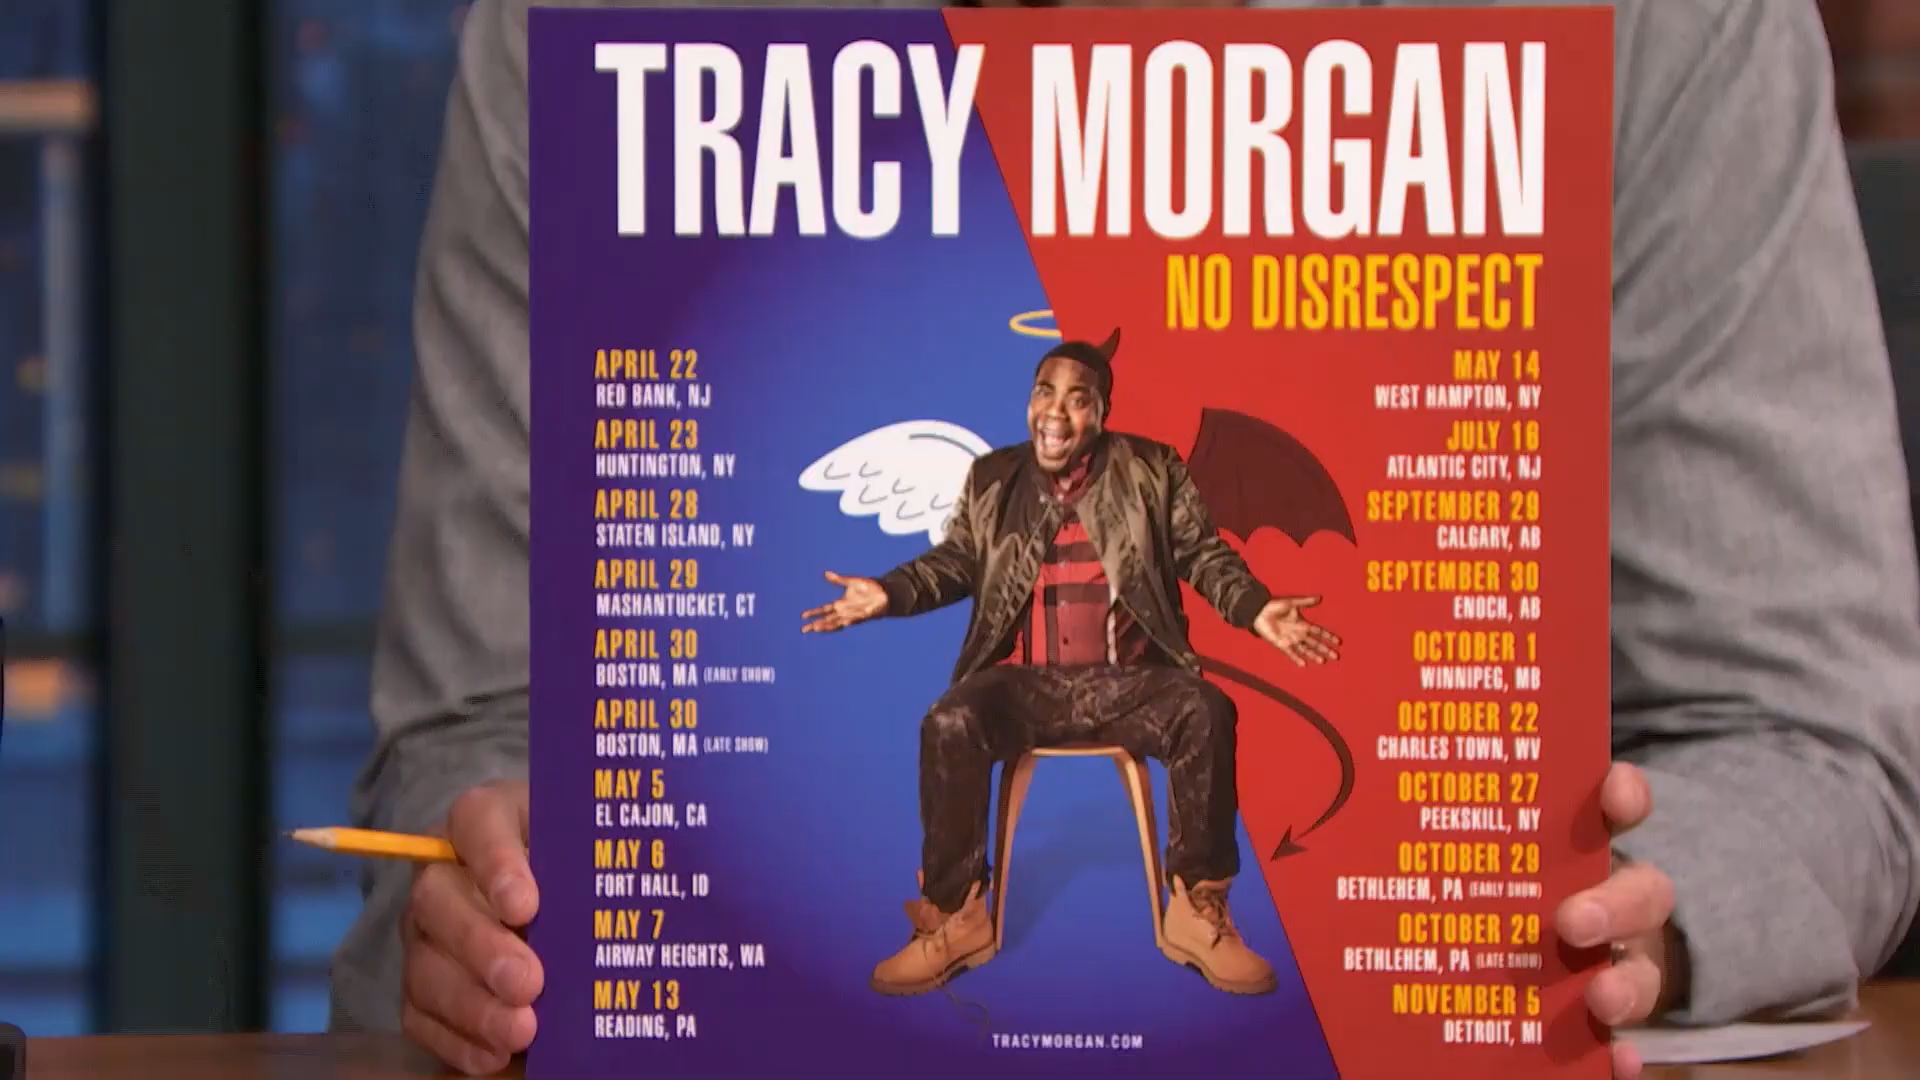 TRACY MORGAN
NO DISRESPECT
APRIL 22
RED BANK, NJ
APRIL 23
HUNTINGTON, NY
APRIL 28
STATEN ISLAND, NY
APRIL 29
MASHANTUCKET, CT
APRIL 30
BOSTON, MA (EARLY SHOW)
APRIL 30
BOSTON, MA (LATE SHOW)
MAY 5
EL CAJON, CA
MAY 6
FORT HALL, ID
MAY 7
AIRWAY HEIGHTS, WA
MAY 13
READING, PA
MAY 14
WEST HAMPTON, NY
JULY 16
ATLANTIC CITY, NJ
SEPTEMBER 29
CALGARY, AB
SEPTEMBER 30
ENOCH, AB
OCTOBER 1
WINNIPEG, MB
OCTOBER 22
CHARLES TOWN, WV
OCTOBER 27
PEEKSKILL, NY
OCTOBER 29
BETHLEHEM, PA (EARLY SHOW)
OCTOBER 29
BETHLEHEM, PA (LATE SHOW)
NOVEMBER 5
DETROIT, MI
TRACYMORGAN.COM